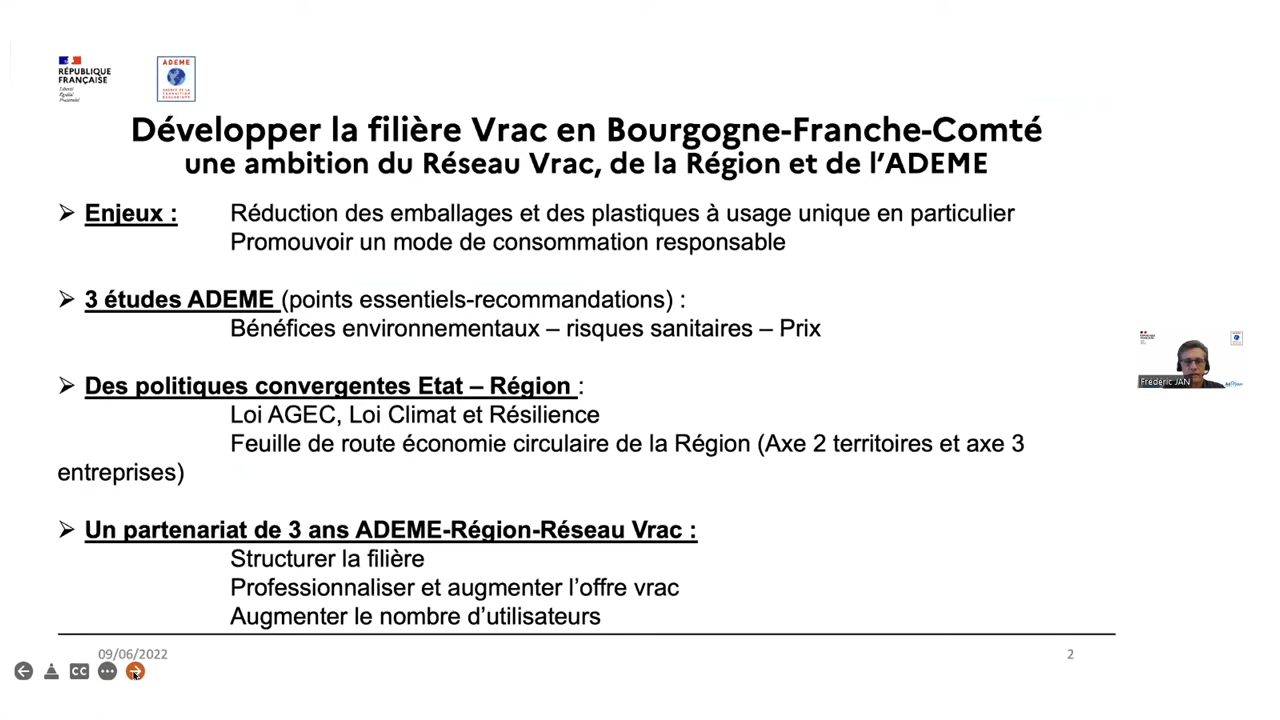 RÉPUBLIQUE
FRANÇAISE
Liberté
Égalité
Fraternité
ADEME
Développer la filière Vrac en Bourgogne-Franche-Comté
une ambition du Réseau Vrac, de la Région et de l'ADEME
➢ Enjeux : Réduction des emballages et des plastiques à usage unique en particulier
Promouvoir un mode de consommation responsable
➢ 3 études ADEME (points essentiels-recommandations) :
Bénéfices environnementaux – risques sanitaires – Prix
➢ Des politiques convergentes Etat – Région :
Loi AGEC, Loi Climat et Résilience
Feuille de route économie circulaire de la Région (Axe 2 territoires et axe 3
entreprises)
➢ Un partenariat de 3 ans ADEME-Région-Réseau Vrac :
Structurer la filière
Professionnaliser et augmenter l'offre vrac
Augmenter le nombre d'utilisateurs
09/06/2022
2
CC
Frédéric JAN